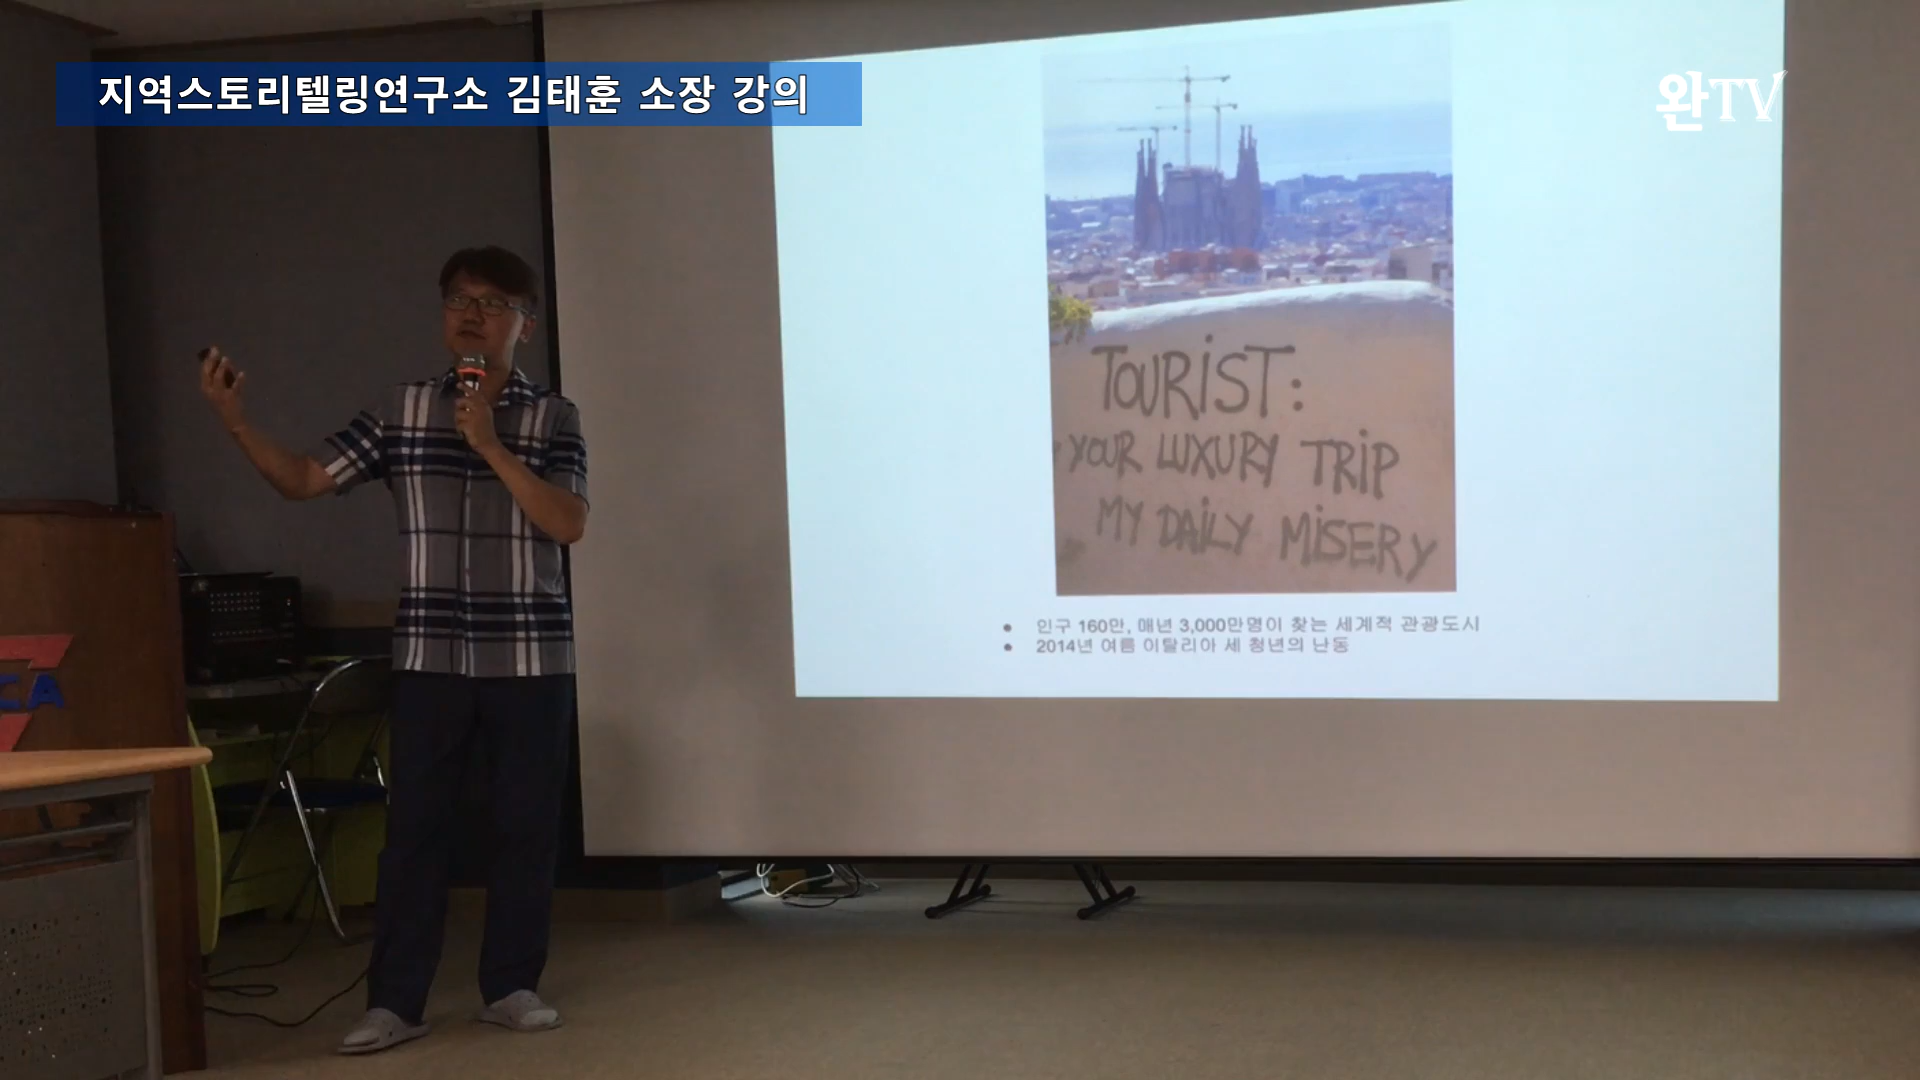 지역스토리텔링연구소 김태훈 소장 강의
완TV
TOURIST:
YOUR LUXURY TRIP
MY DAILY MISERY
● 인구 160만, 매년 3,000만명이 찾는 세계적 관광도시
● 2014년 여름 이탈리아 세 청년의 난동
CA